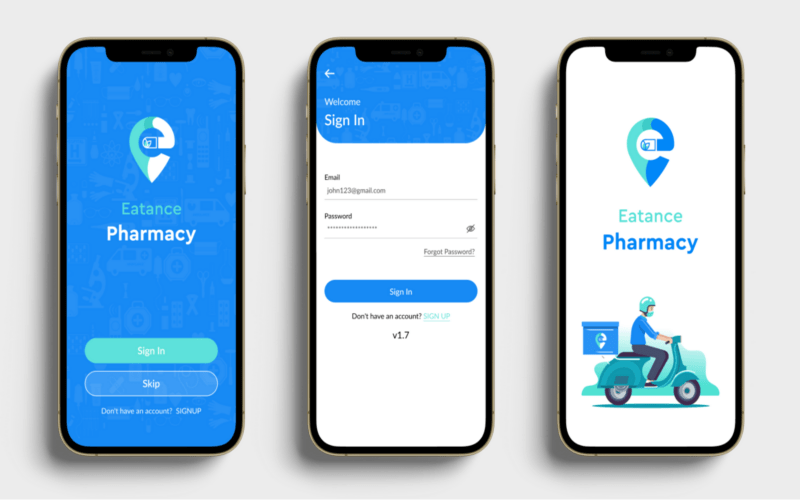 Eatance
Pharmacy
Sign In
Skip
Don't have an account? SIGNUP
Welcome
Sign In
Email
john123@gmail.com
Password
******************
Forgot Password?
Sign In
Don't have an account? SIGN UP
v1.7
Eatance
Pharmacy